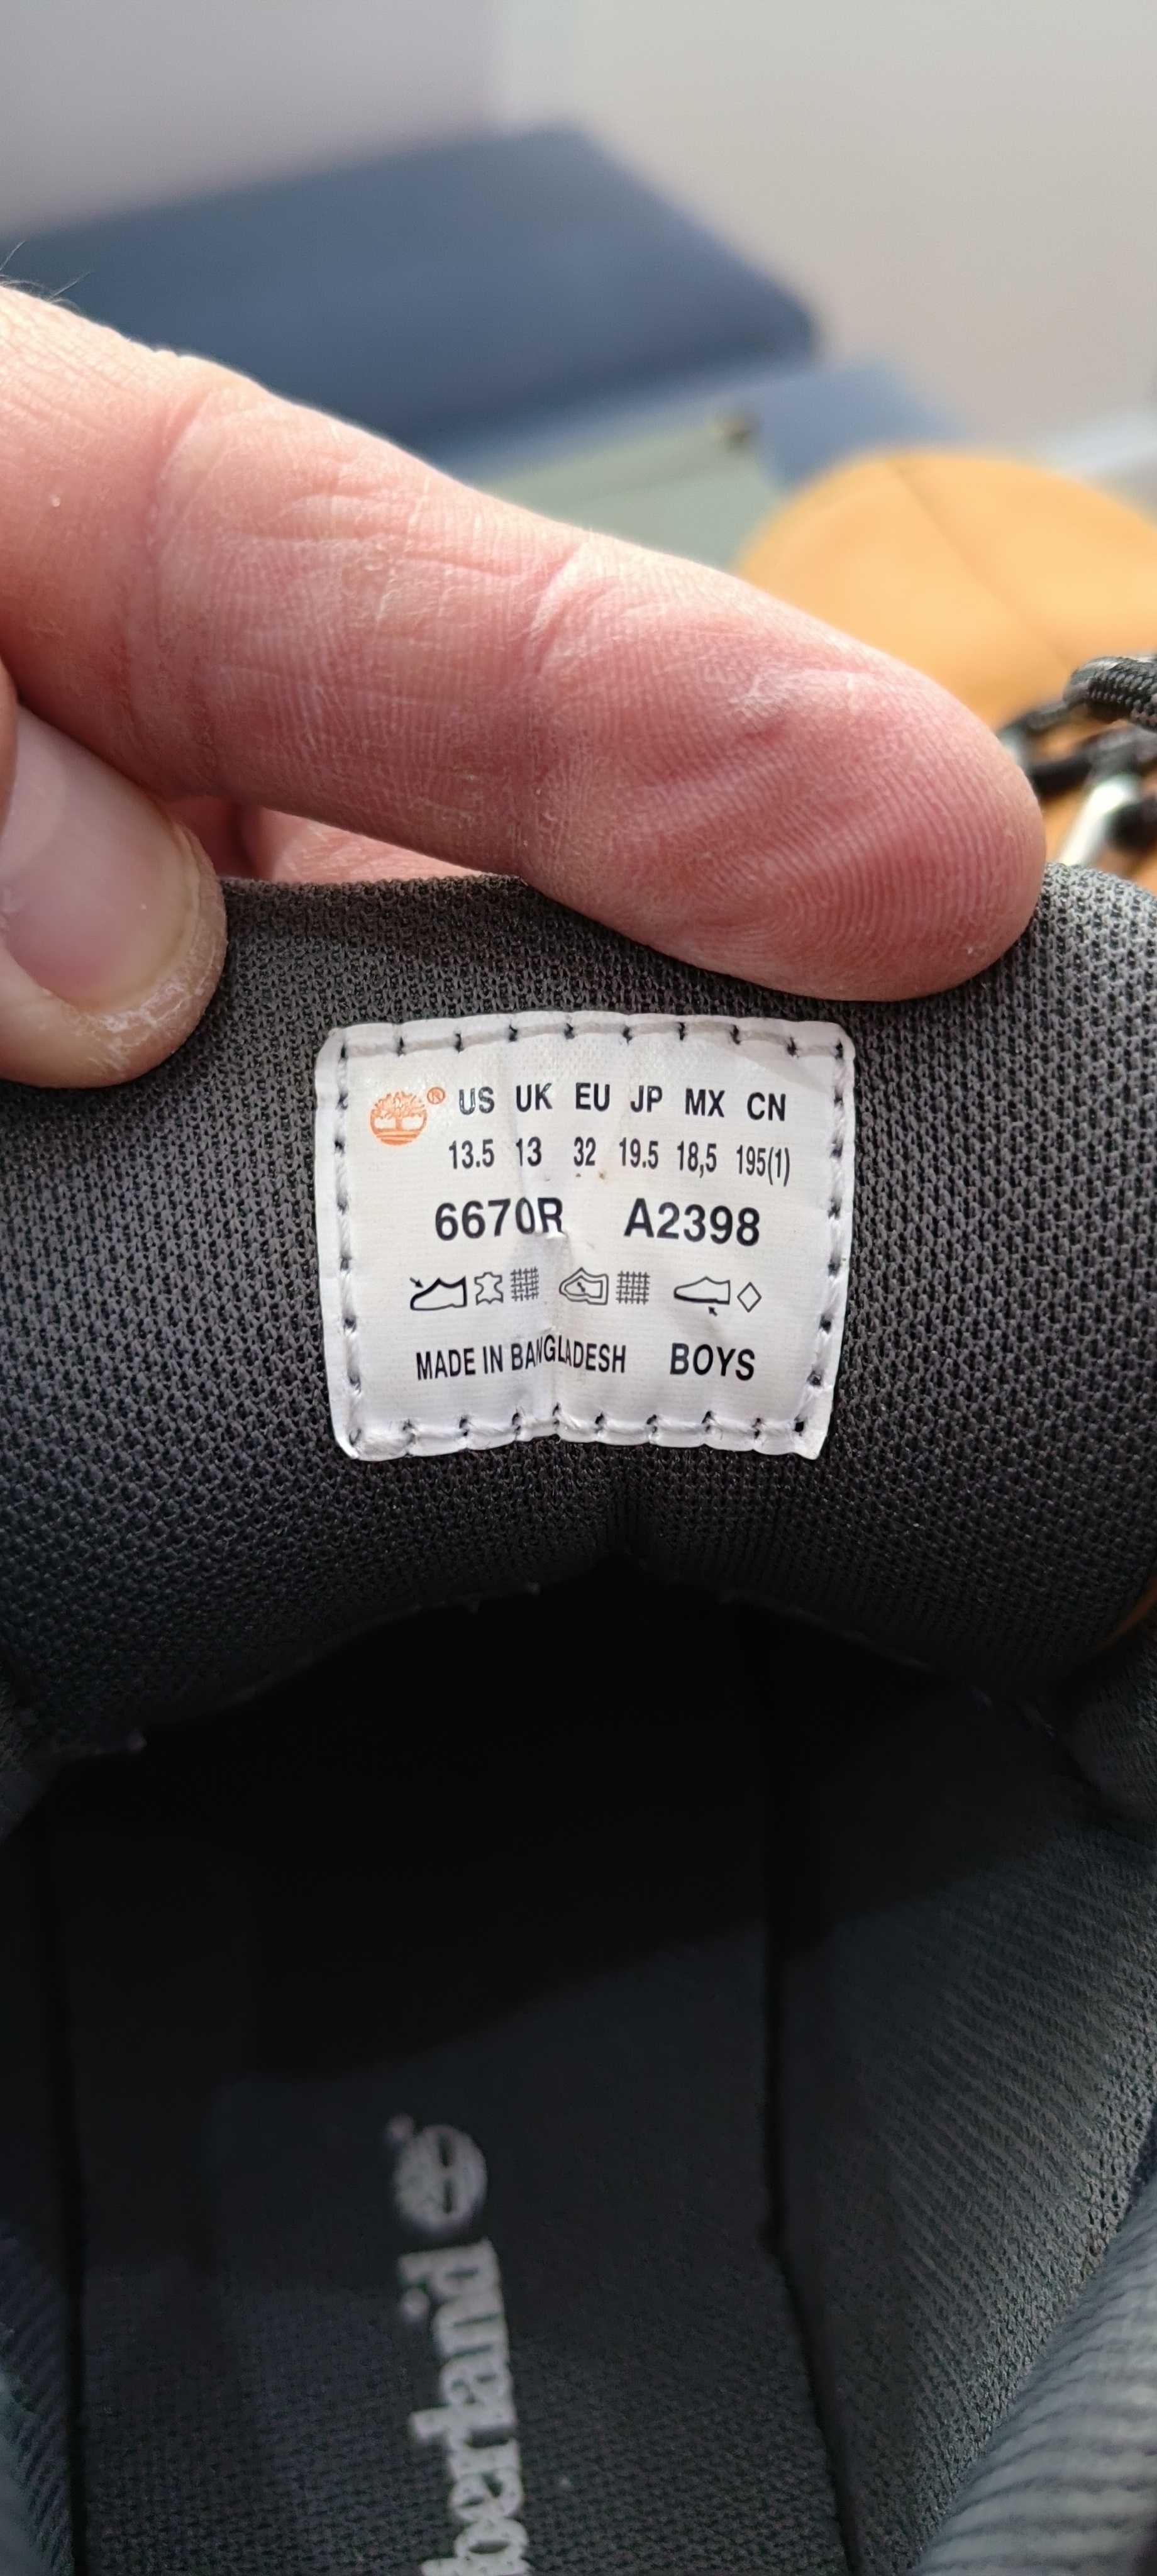 ® US UK EU JP MX CN
13.5 13 32 19.5 18,5 195(1)
6670R A2398
MADE IN BANGLADESH BOYS
berland